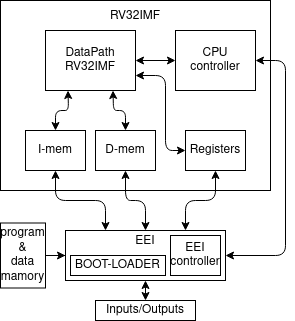 RV32IMF
DataPath
RV32IMF
CPU
controller
I-mem
D-mem
Registers
program
&
data
mamory
EEI
BOOT-LOADER
EEI
controller
Inputs/Outputs